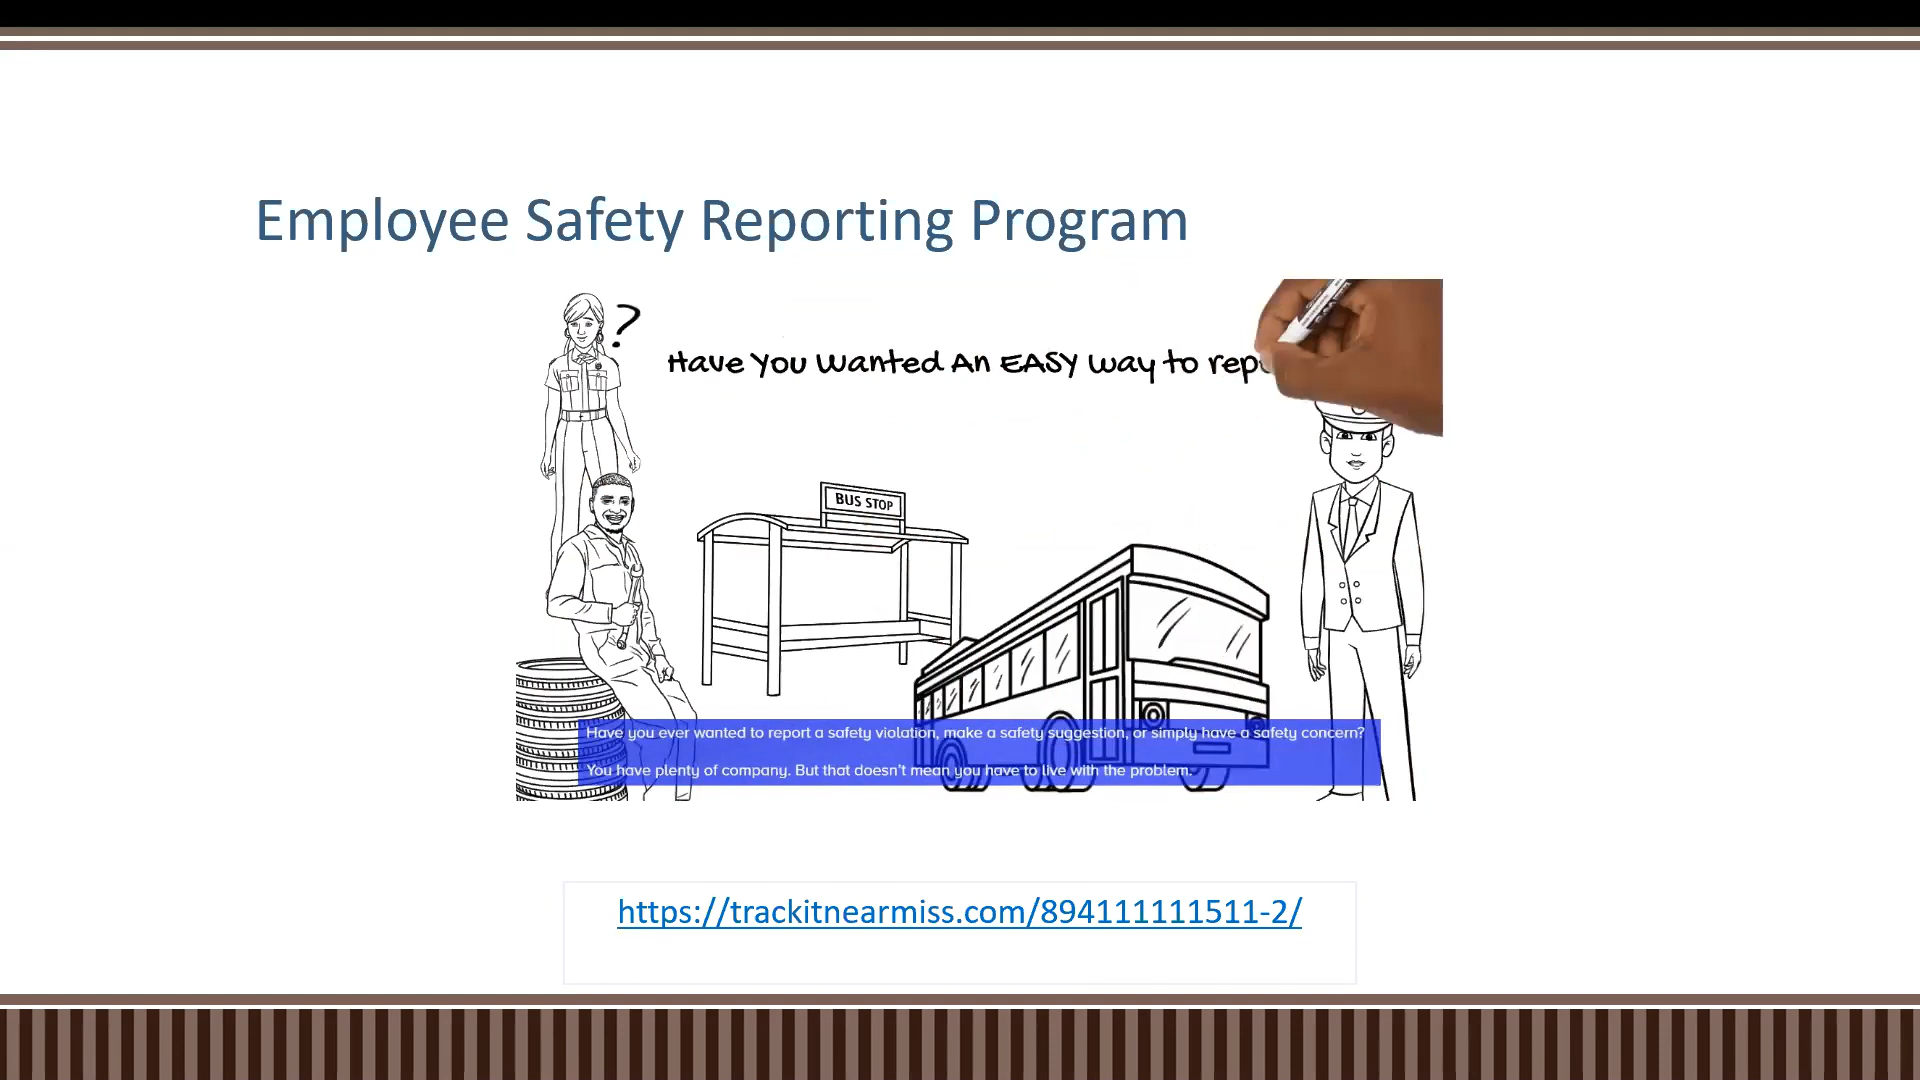 Employee Safety Reporting Program
?
Have You Wanted An EASY way to rep
BUS STOP
Have you ever wanted to report a safety violation, make a safety suggestion, or simply have a safety concern?
You have plenty of company. But that doesn't mean you have to live with the problem.
https://trackitnearmiss.com/894111111511-2/